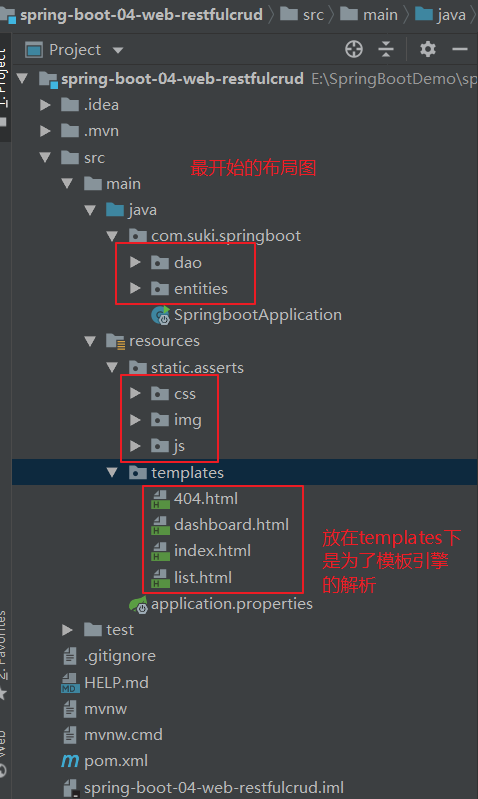 spring-boot-04-web-restfulcrud src main java
1: Project
Project
spring-boot-04-web-restfulcrud E:\SpringBootDemo\sp
.idea
.mvn
src
最开始的布局图
main
java
com.suki.springboot
dao
entities
SpringbootApplication
resources
static.asserts
css
img
js
templates
404.html
dashboard.html
index.html
list.html
放在templates下
是为了模板引擎
的解析
application.properties
test
.gitignore
HELP.md
mvnw
mvnw.cmd
pom.xml
spring-boot-04-web-restfulcrud.iml
2: Favorites
Web